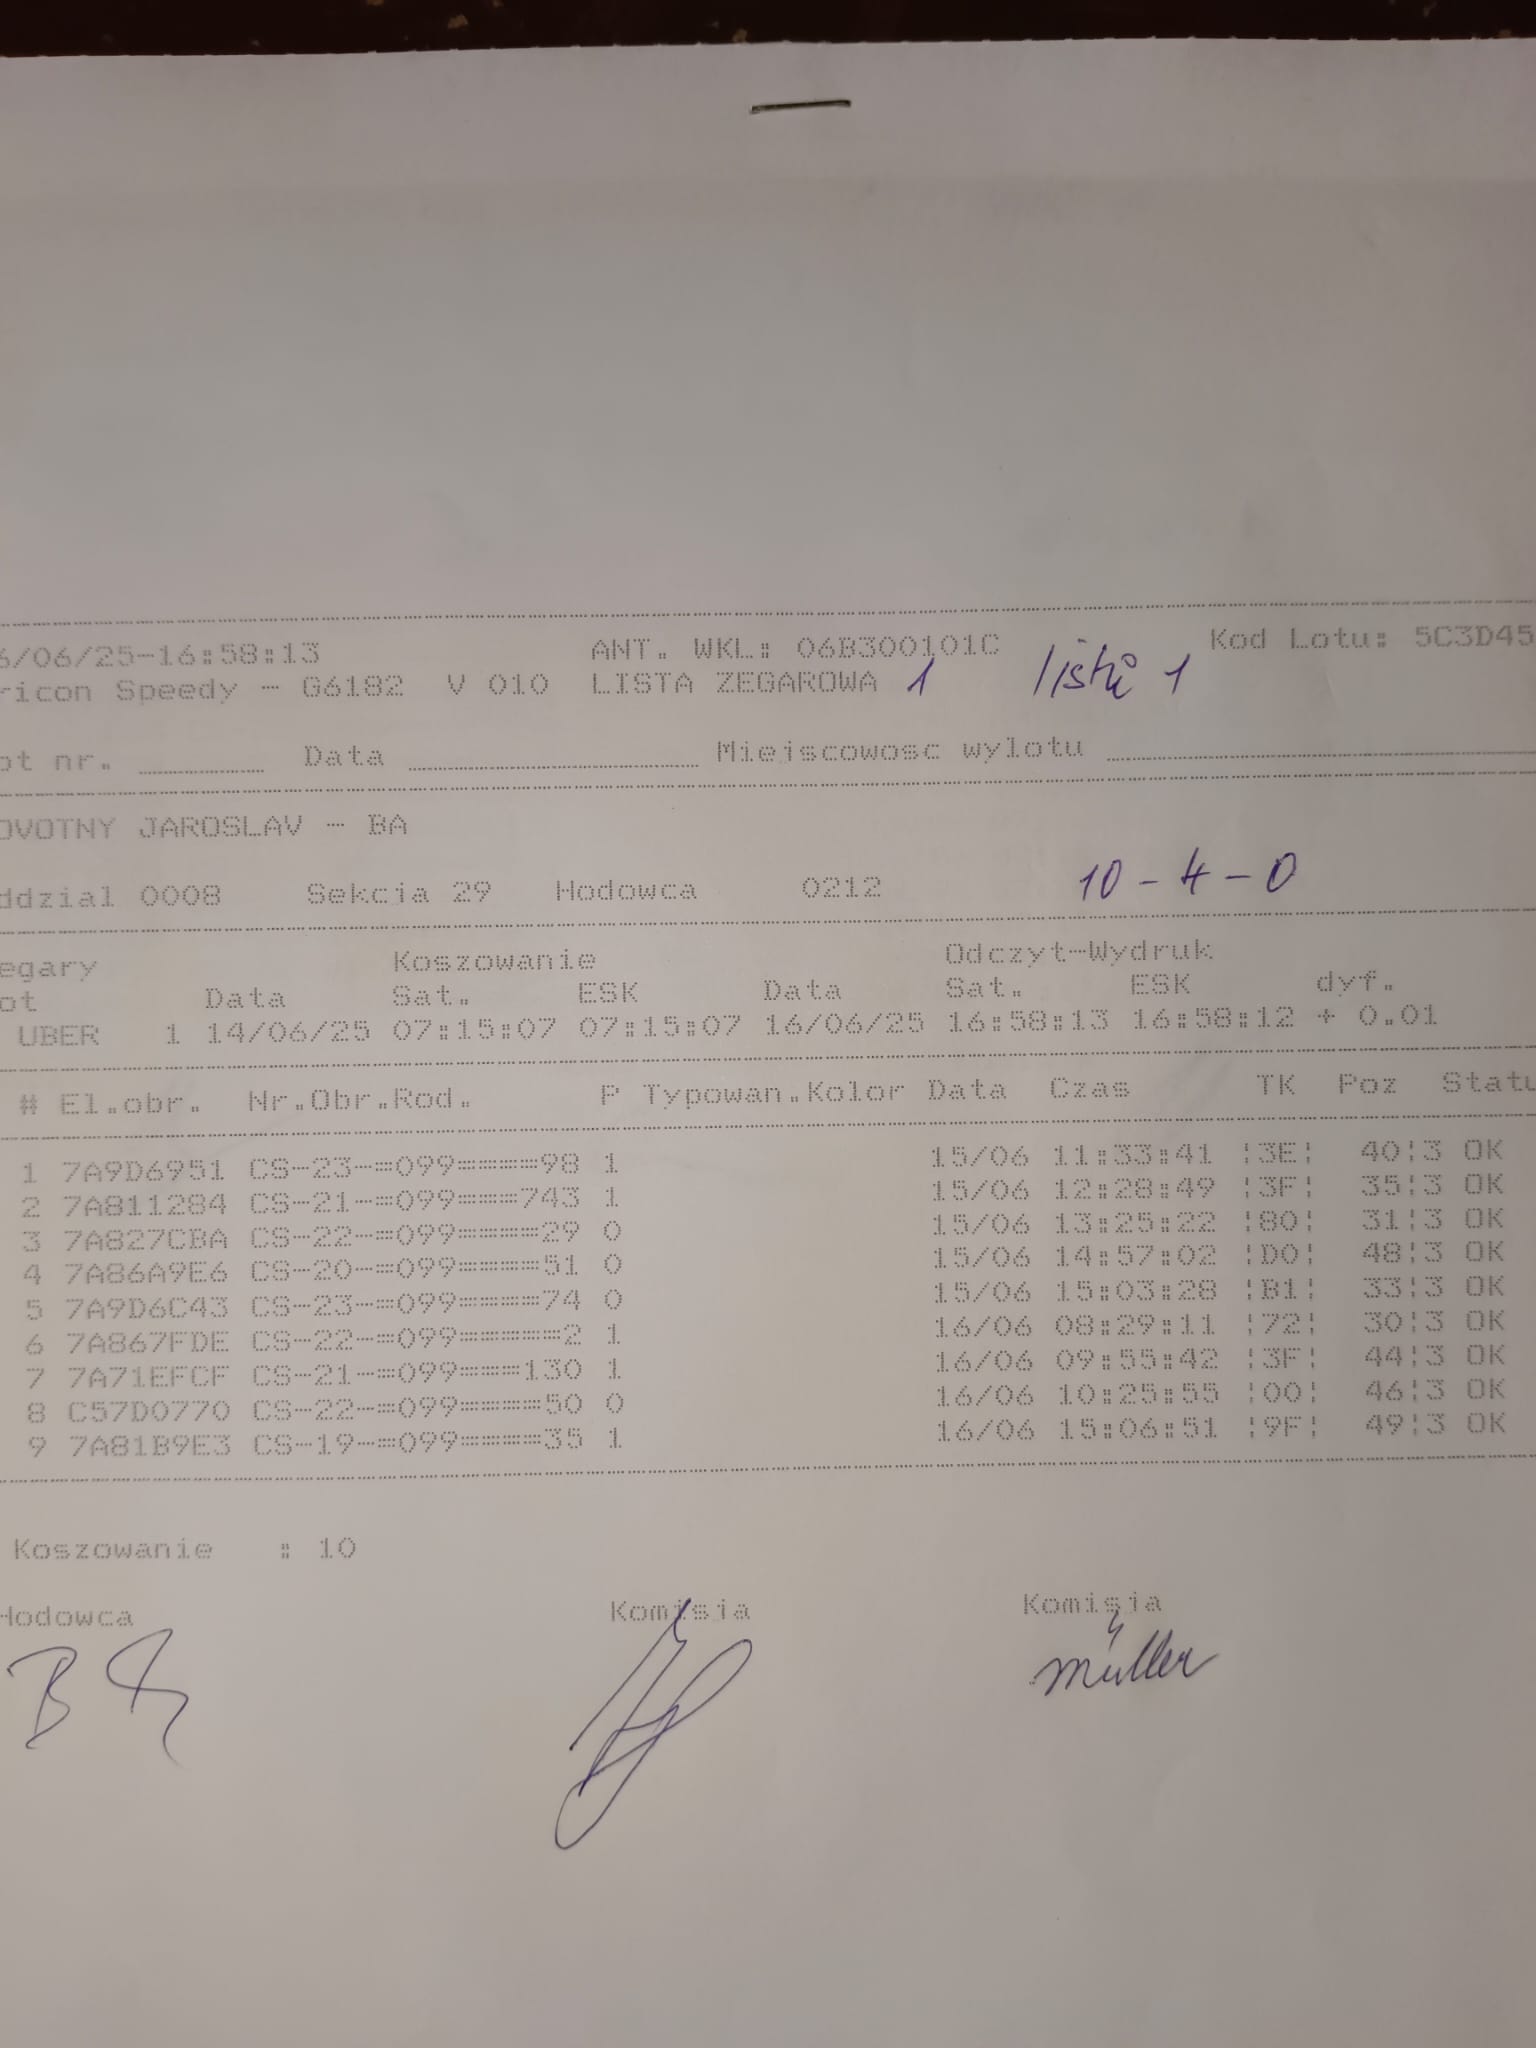 6/06/25-16:58:13 ANT. WKL: 06B300101C Kod Lotu: 5C3D45
ricon Speedy - G6182 V 010 LISTA ZEGAROWA 1 listů 1
ot nr. Data Miejscowosc wylotu
OVOTNY JAROSLAV - BA
ddzial 0008 Sekcja 29 Hodowca 0212 10-4-0
egary Koszowanie Odczyt-Wydruk
ot Data Sat. ESK Data Sat. ESK dyf.
UBER 1 14/06/25 07:15:07 07:15:07 16/06/25 16:58:13 16:58:12 + 0.01
# El.obr. Nr.Obr.Rod. P Typowan.Kolor Data Czas TK Poz Statu
1 7A9D6951 CS-23-=099====98 1 15/06 11:33:41 ¦3E¦ 40¦3 OK
2 7A811284 CS-21-=099===743 1 15/06 12:28:49 ¦3F¦ 35¦3 OK
3 7A827CBA CS-22-=099====29 0 15/06 13:25:22 ¦80¦ 31¦3 OK
4 7A86A9E6 CS-20-=099====51 0 15/06 14:57:02 ¦D0¦ 48¦3 OK
5 7A9D6C43 CS-23-=099====74 0 15/06 15:03:28 ¦B1¦ 33¦3 OK
6 7A867FDE CS-22-=099=====2 1 16/06 08:29:11 ¦72¦ 30¦3 OK
7 7A71EFCF CS-21-=099===130 1 16/06 09:55:42 ¦3F¦ 44¦3 OK
8 C57D0770 CS-22-=099====50 0 16/06 10:25:55 ¦00¦ 46¦3 OK
9 7A81B9E3 CS-19-=099====35 1 16/06 15:06:51 ¦9F¦ 49¦3 OK
Koszowanie : 10
Hodowca Komisja Komisja
Müller